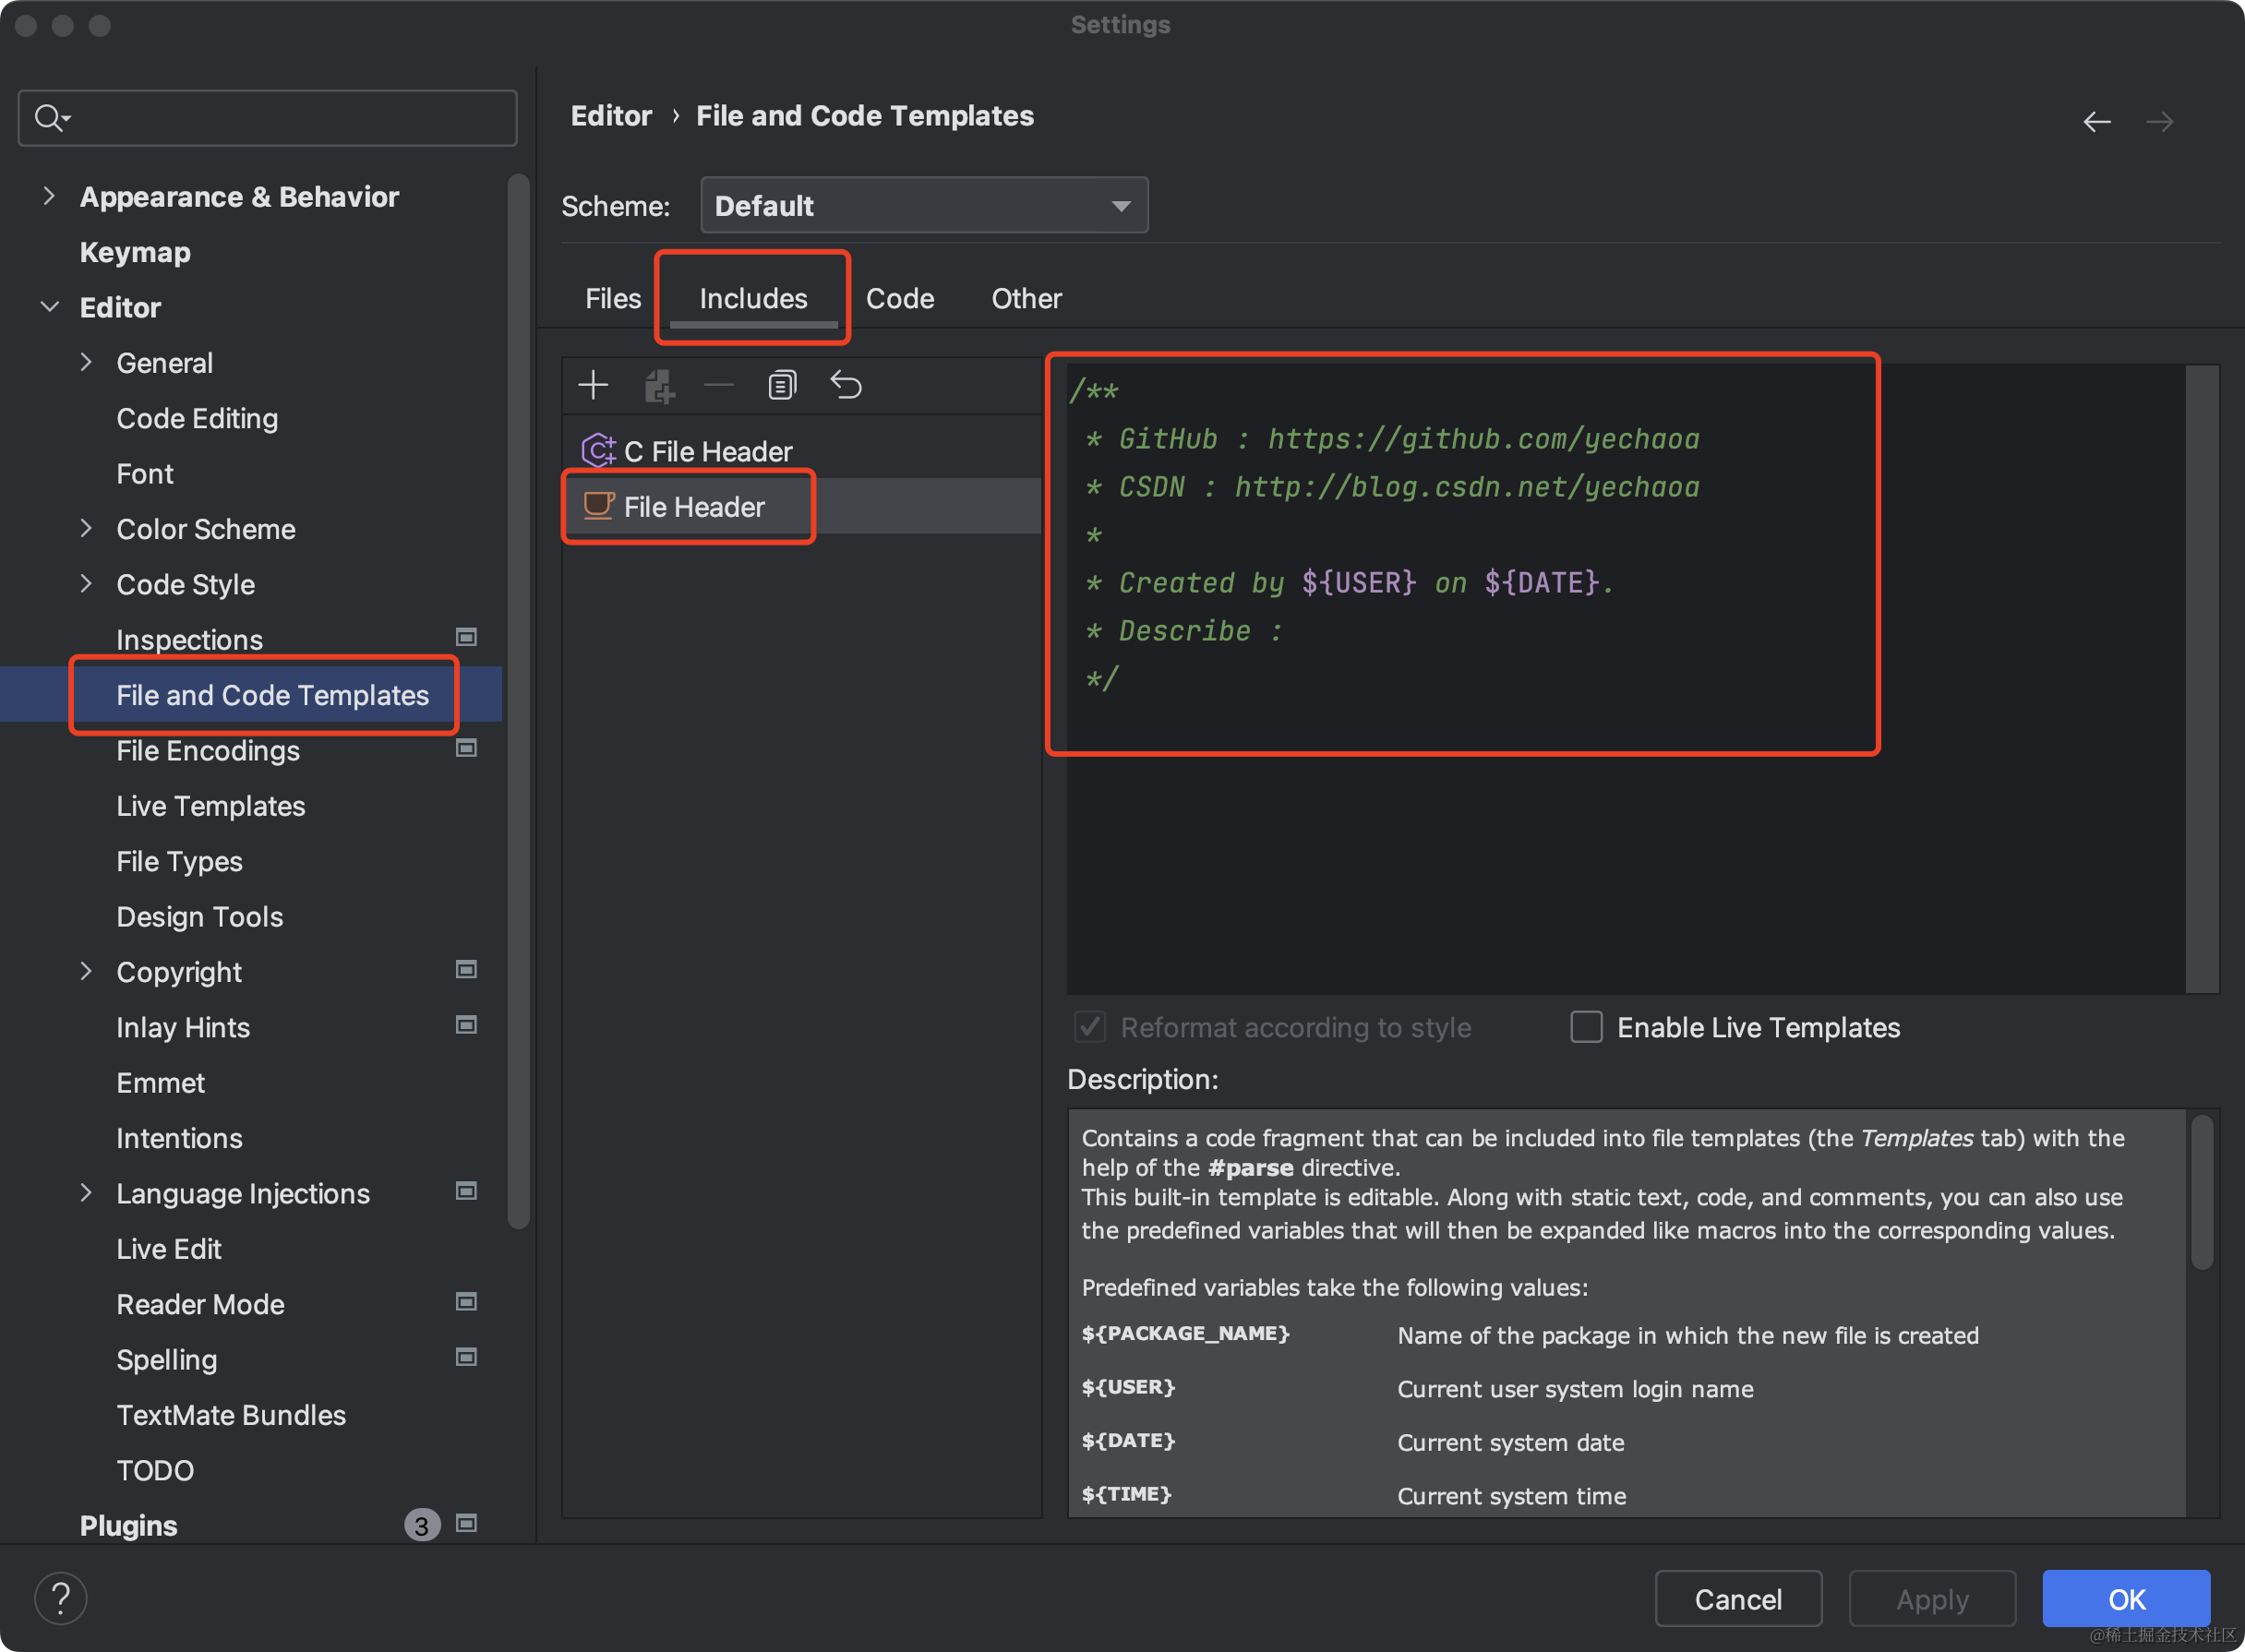 Settings
Appearance & Behavior
Keymap
Editor
General
Code Editing
Font
Color Scheme
Code Style
Inspections
File and Code Templates
File Encodings
Live Templates
File Types
Design Tools
Copyright
Inlay Hints
Emmet
Intentions
Language Injections
Live Edit
Reader Mode
Spelling
TextMate Bundles
TODO
Plugins 3
Editor › File and Code Templates
Scheme: Default
Files Includes Code Other
C File Header
File Header
/**
* GitHub : https://github.com/yechaoa
* CSDN : http://blog.csdn.net/yechaoa
*
* Created by ${USER} on ${DATE}.
* Describe :
*/
Reformat according to style Enable Live Templates
Description:
Contains a code fragment that can be included into file templates (the Templates tab) with the
help of the #parse directive.
This built-in template is editable. Along with static text, code, and comments, you can also use
the predefined variables that will then be expanded like macros into the corresponding values.
Predefined variables take the following values:
${PACKAGE_NAME} Name of the package in which the new file is created
${USER} Current user system login name
${DATE} Current system date
${TIME} Current system time
? Cancel Apply OK
@稀土掘金技术社区